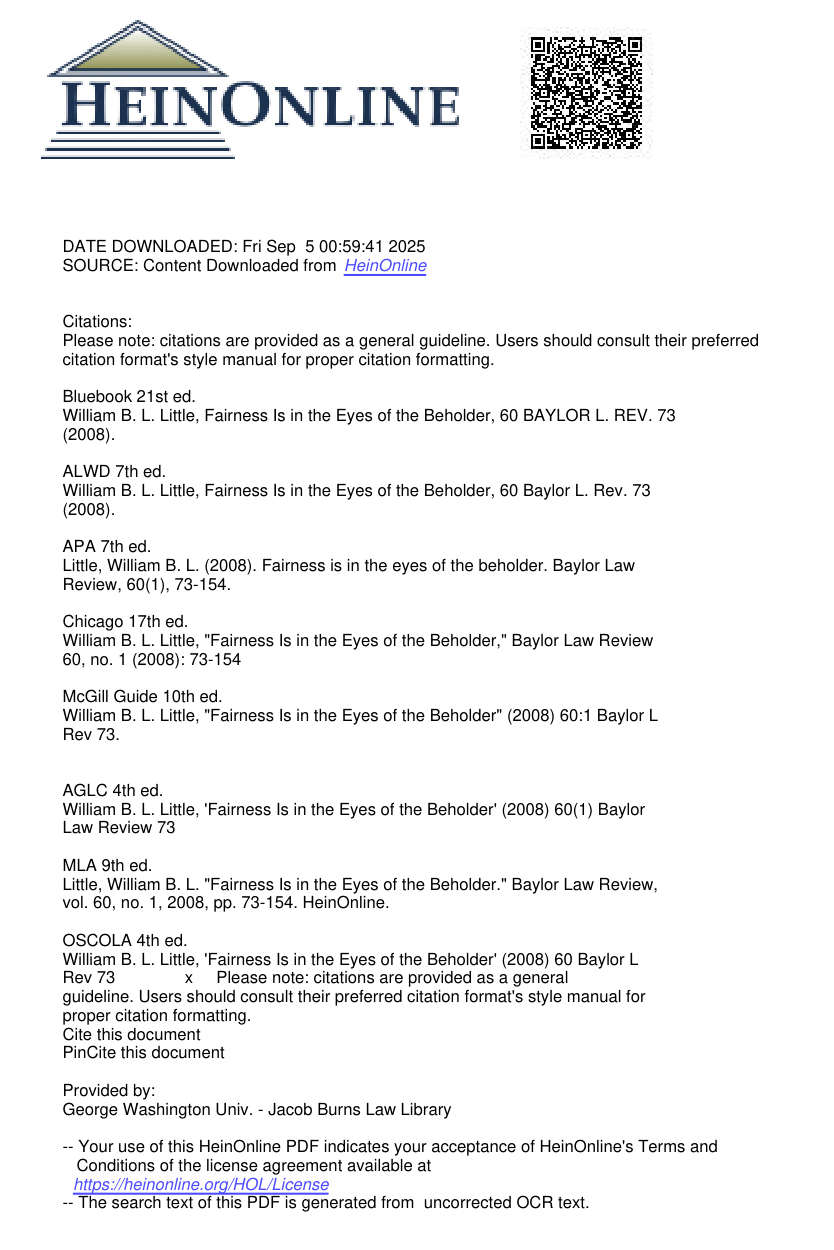 HEINONLINE
DATE DOWNLOADED: Fri Sep  5 00:59:41 2025
SOURCE: Content Downloaded from HeinOnline
Citations:
Please note: citations are provided as a general guideline. Users should consult their preferred
citation format's style manual for proper citation formatting.
Bluebook 21st ed.
William B. L. Little, Fairness Is in the Eyes of the Beholder, 60 BAYLOR L. REV. 73
(2008).
ALWD 7th ed.
William B. L. Little, Fairness Is in the Eyes of the Beholder, 60 Baylor L. Rev. 73
(2008).
APA 7th ed.
Little, William B. L. (2008). Fairness is in the eyes of the beholder. Baylor Law
Review, 60(1), 73-154.
Chicago 17th ed.
William B. L. Little, "Fairness Is in the Eyes of the Beholder," Baylor Law Review
60, no. 1 (2008): 73-154
McGill Guide 10th ed.
William B. L. Little, "Fairness Is in the Eyes of the Beholder" (2008) 60:1 Baylor L
Rev 73.
AGLC 4th ed.
William B. L. Little, 'Fairness Is in the Eyes of the Beholder' (2008) 60(1) Baylor
Law Review 73
MLA 9th ed.
Little, William B. L. "Fairness Is in the Eyes of the Beholder." Baylor Law Review,
vol. 60, no. 1, 2008, pp. 73-154. HeinOnline.
OSCOLA 4th ed.
William B. L. Little, 'Fairness Is in the Eyes of the Beholder' (2008) 60 Baylor L
Rev 73 x Please note: citations are provided as a general
guideline. Users should consult their preferred citation format's style manual for
proper citation formatting.
Cite this document
PinCite this document
Provided by:
George Washington Univ. - Jacob Burns Law Library
-- Your use of this HeinOnline PDF indicates your acceptance of HeinOnline's Terms and
Conditions of the license agreement available at
https://heinonline.org/HOL/License
-- The search text of this PDF is generated from uncorrected OCR text.